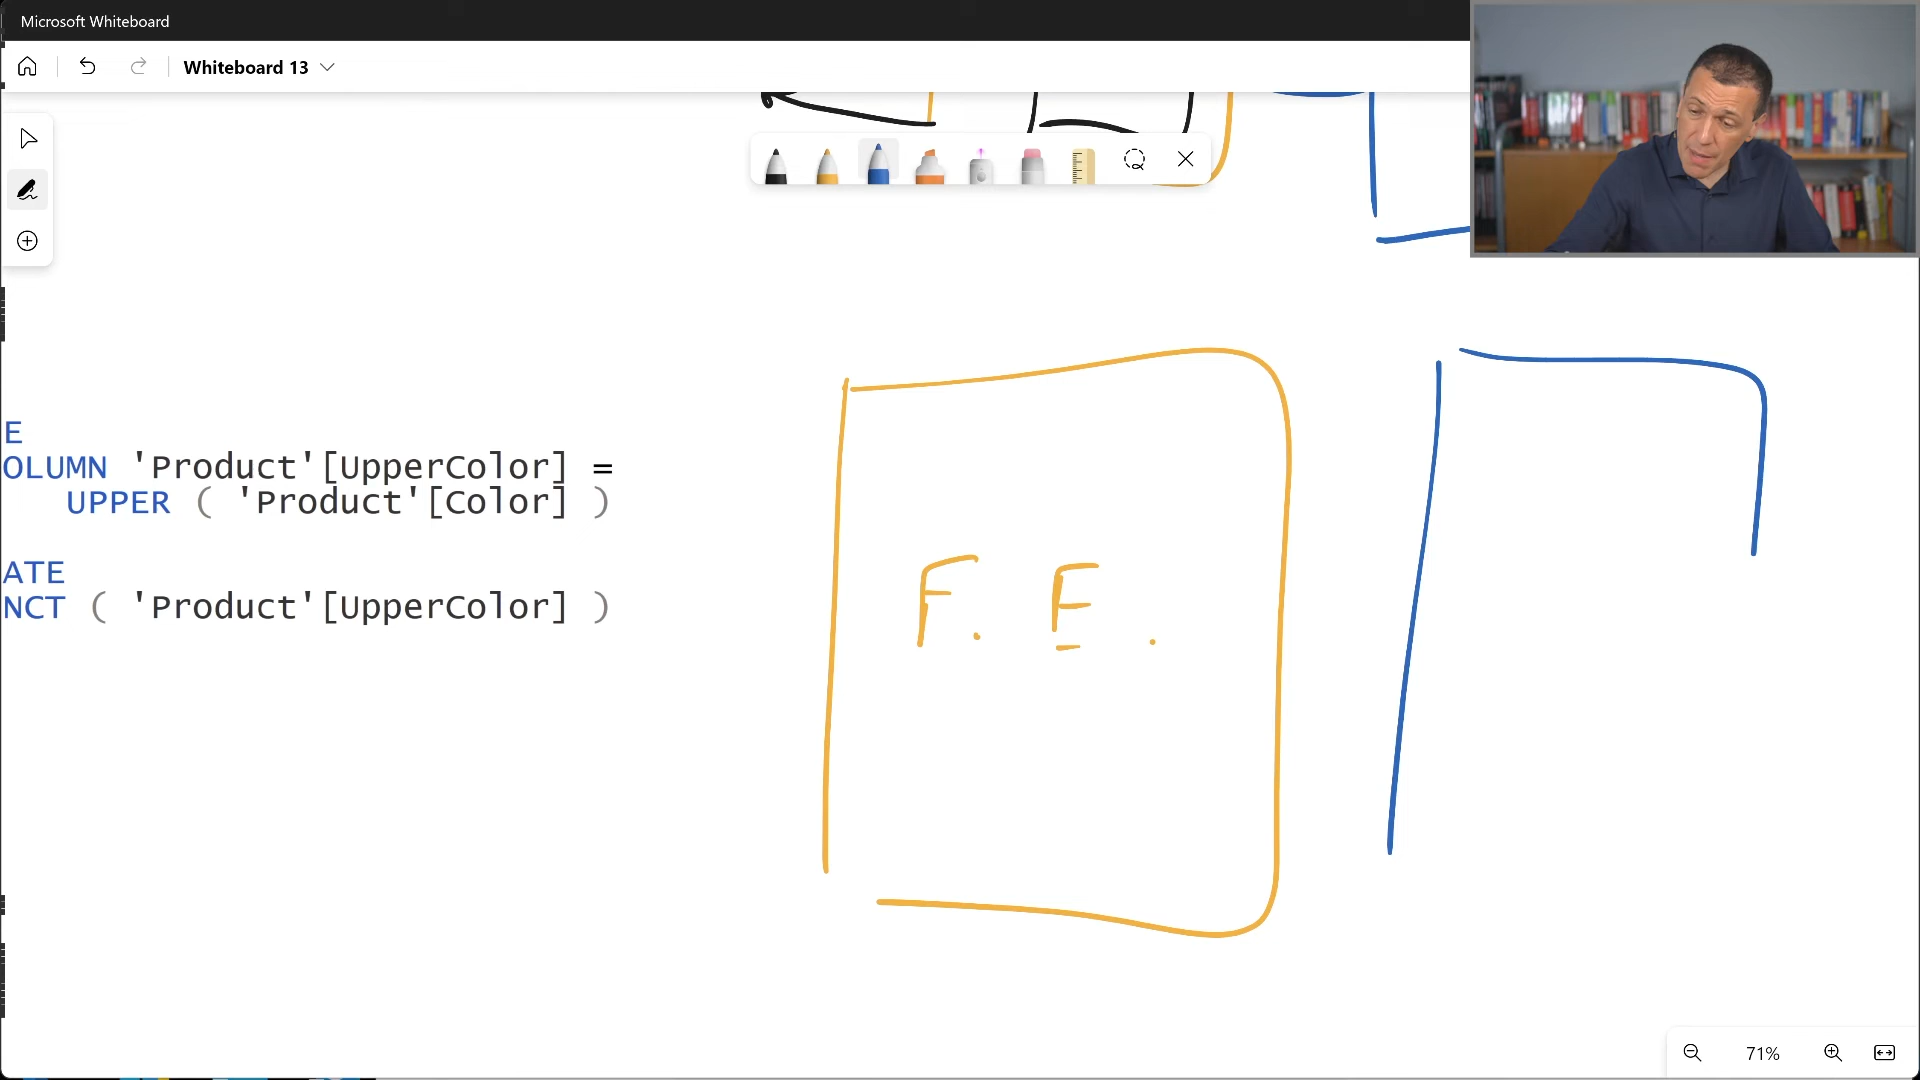 Microsoft Whiteboard
Whiteboard 13
E
OLUMN 'Product'[UpperColor] =
UPPER ( 'Product'[Color] )
ATE
NCT ( 'Product'[UpperColor] )
F. E.
71%